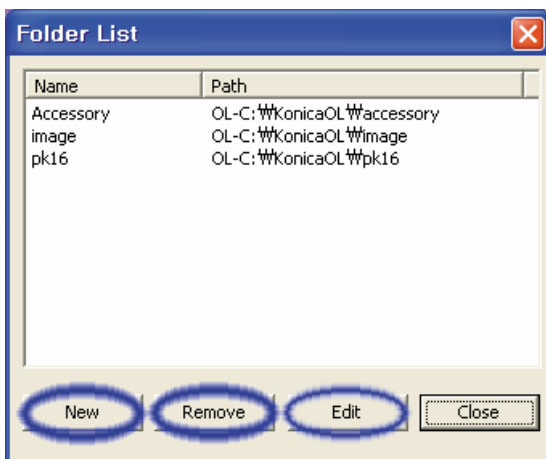 Folder List
Name Path
Accessory OL-C:₩KonicaOL₩accessory
image OL-C:₩KonicaOL₩image
pk16 OL-C:₩KonicaOL₩pk16
New Remove Edit Close